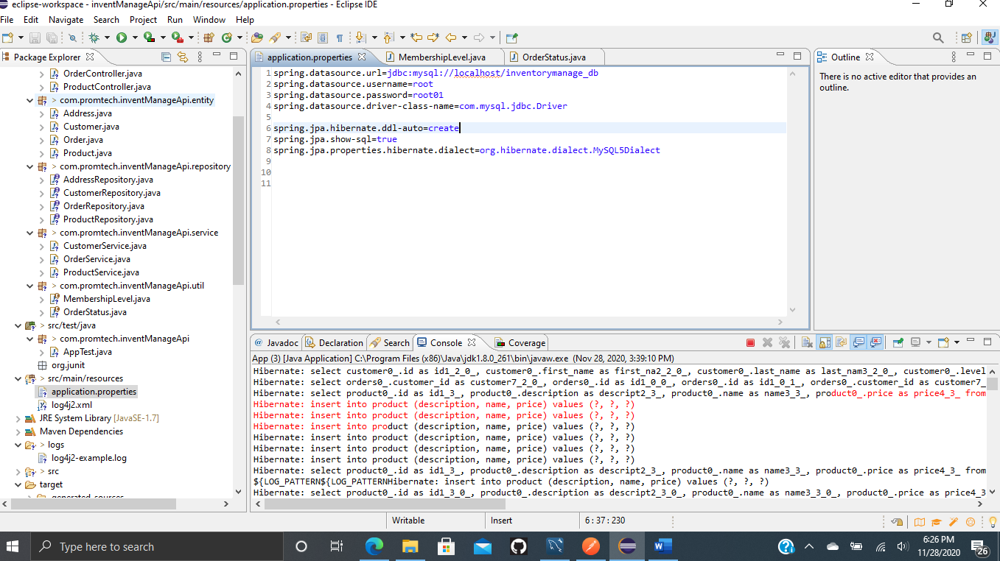 eclipse-workspace - inventManageApi/src/main/resources/application.properties - Eclipse IDE
File Edit Navigate Search Project Run Window Help
Package Explorer
OrderController.java
ProductController.java
> com.promtech.inventManageApi.entity
Address.java
Customer.java
Order.java
Product.java
> com.promtech.inventManageApi.repository
AddressRepository.java
CustomerRepository.java
OrderRepository.java
ProductRepository.java
> com.promtech.inventManageApi.service
CustomerService.java
OrderService.java
ProductService.java
> com.promtech.inventManageApi.util
MembershipLevel.java
OrderStatus.java
> src/test/java
> com.promtech.inventManageApi
AppTest.java
org.junit
> src/main/resources
application.properties
log4j2.xml
JRE System Library [JavaSE-1.7]
Maven Dependencies
> logs
log4j2-example.log
> src
target
generated-sources
application.properties MembershipLevel.java OrderStatus.java
1 spring.datasource.url=jdbc:mysql://localhost/inventorymanage_db
2 spring.datasource.username=root
3 spring.datasource.password=root01
4 spring.datasource.driver-class-name=com.mysql.jdbc.Driver
5
6 spring.jpa.hibernate.ddl-auto=create
7 spring.jpa.show-sql=true
8 spring.jpa.properties.hibernate.dialect=org.hibernate.dialect.MySQL5Dialect
9
10
11
Outline
There is no active editor that provides an
outline.
@ Javadoc Declaration Search Console Coverage
App (3) [Java Application] C:\Program Files (x86)\Java\jdk1.8.0_261\bin\javaw.exe (Nov 28, 2020, 3:39:10 PM)
Hibernate: select customer0_.id as id1_2_0_, customer0_.first_name as first_na2_2_0_, customer0_.last_name as last_nam3_2_0_, customer0_.level
Hibernate: select orders0_.customer_id as customer7_2_0_, orders0_.id as id1_0_0_, orders0_.id as id1_0_1_, orders0_.customer_id as customer7_
Hibernate: select product0_.id as id1_3_, product0_.description as descript2_3_, product0_.name as name3_3_, product0_.price as price4_3_ from
Hibernate: insert into product (description, name, price) values (?, ?, ?)
Hibernate: insert into product (description, name, price) values (?, ?, ?)
Hibernate: insert into product (description, name, price) values (?, ?, ?)
Hibernate: insert into product (description, name, price) values (?, ?, ?)
Hibernate: insert into product (description, name, price) values (?, ?, ?)
Hibernate: insert into product (description, name, price) values (?, ?, ?)
Hibernate: select product0_.id as id1_3_, product0_.description as descript2_3_, product0_.name as name3_3_, product0_.price as price4_3_ from
${LOG_PATTERN${LOG_PATTERNHibernate: insert into product (description, name, price) values (?, ?, ?)
Hibernate: select product0_.id as id1_3_0_, product0_.description as descript2_3_0_, product0_.name as name3_3_0_, product0_.price as price4_3
Writable Insert 6 : 37 : 230
Type here to search
6:26 PM
11/28/2020
26